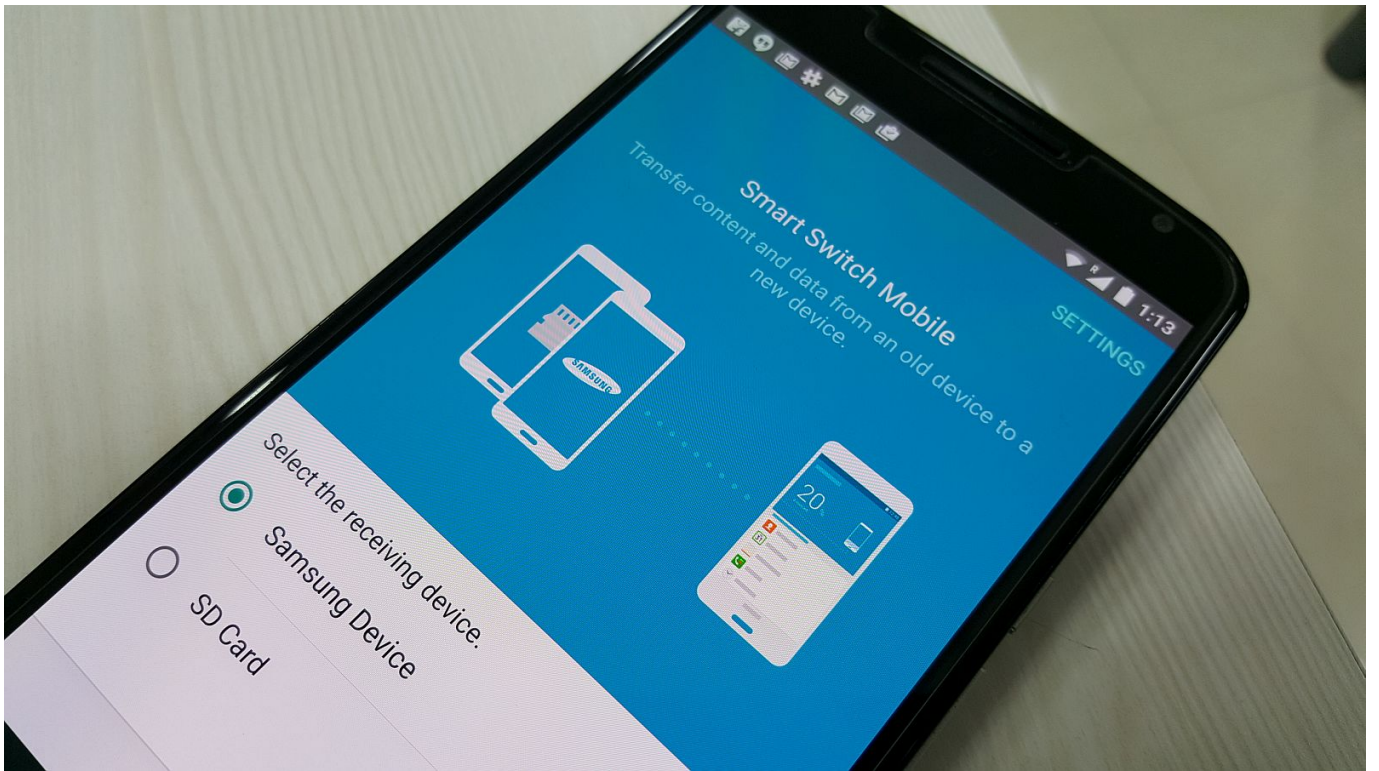 1:13
SETTINGS
Smart Switch Mobile
Transfer content and data from an old device to a
new device.
SAMSUNG
20
31
Select the receiving device.
Samsung Device
SD Card